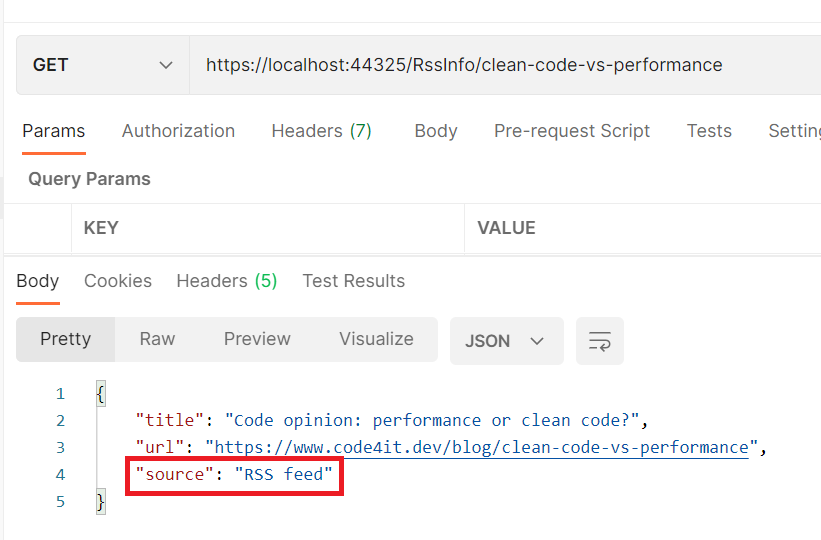 GET https://localhost:44325/RssInfo/clean-code-vs-performance
Params Authorization Headers (7) Body Pre-request Script Tests Setting
Query Params
KEY VALUE
Body Cookies Headers (5) Test Results
Pretty Raw Preview Visualize JSON
1 {
2 "title": "Code opinion: performance or clean code?",
3 "url": "https://www.code4it.dev/blog/clean-code-vs-performance",
4 "source": "RSS feed"
5 }